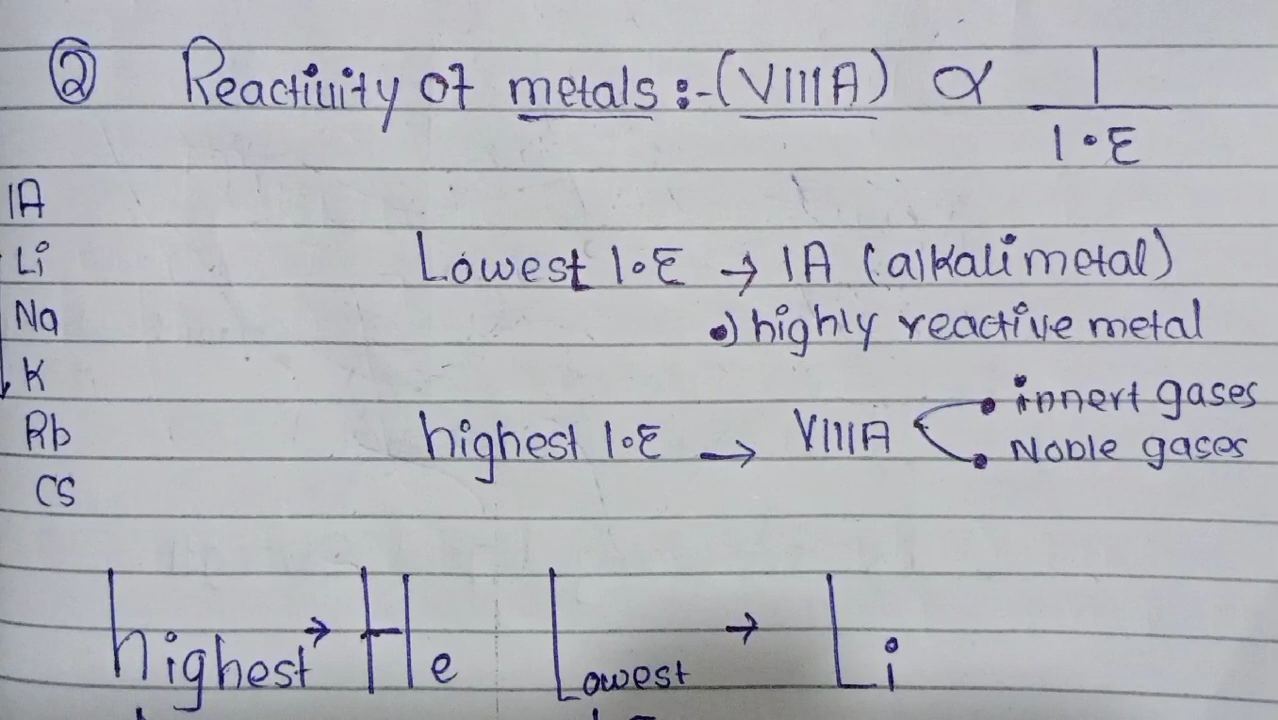 ② Reactivity of metals :- (VIIIA) ∝ 1/I.E
IA
Li
Na
K
Rb
CS
Lowest I.E → IA (alkali metal)
•) highly reactive metal
highest I.E → VIIIA
• innert gases
• Noble gases
highest → He
Lowest → Li